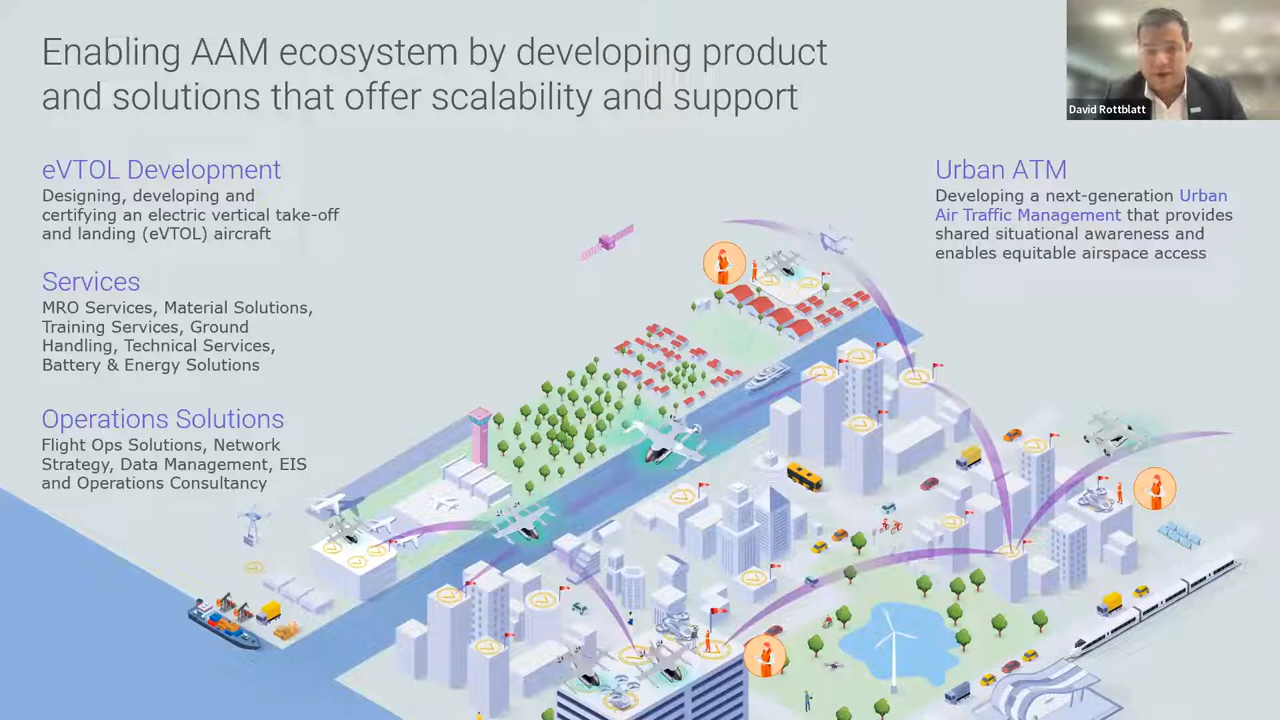 Enabling AAM ecosystem by developing product
and solutions that offer scalability and support
David Rottblatt
eVTOL Development
Designing, developing and
certifying an electric vertical take-off
and landing (eVTOL) aircraft
Services
MRO Services, Material Solutions,
Training Services, Ground
Handling, Technical Services,
Battery & Energy Solutions
Operations Solutions
Flight Ops Solutions, Network
Strategy, Data Management, EIS
and Operations Consultancy
Urban ATM
Developing a next-generation Urban
Air Traffic Management that provides
shared situational awareness and
enables equitable airspace access